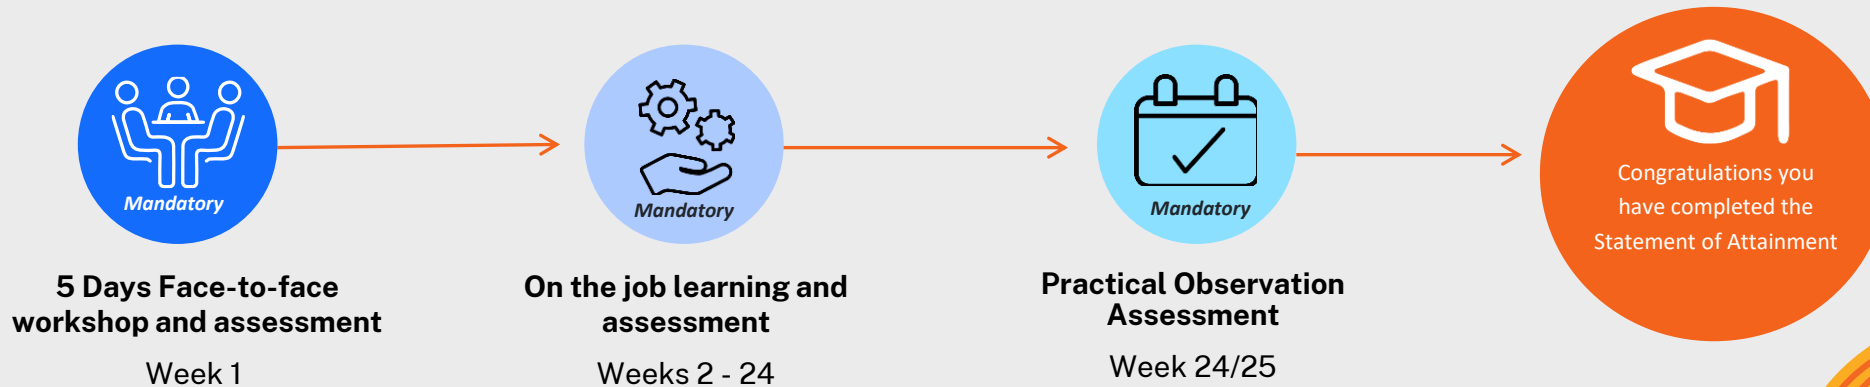 Mandatory
5 Days Face-to-face
workshop and assessment
Week 1
Mandatory
On the job learning and
assessment
Weeks 2 - 24
Mandatory
Practical Observation
Assessment
Week 24/25
Congratulations you
have completed the
Statement of Attainment